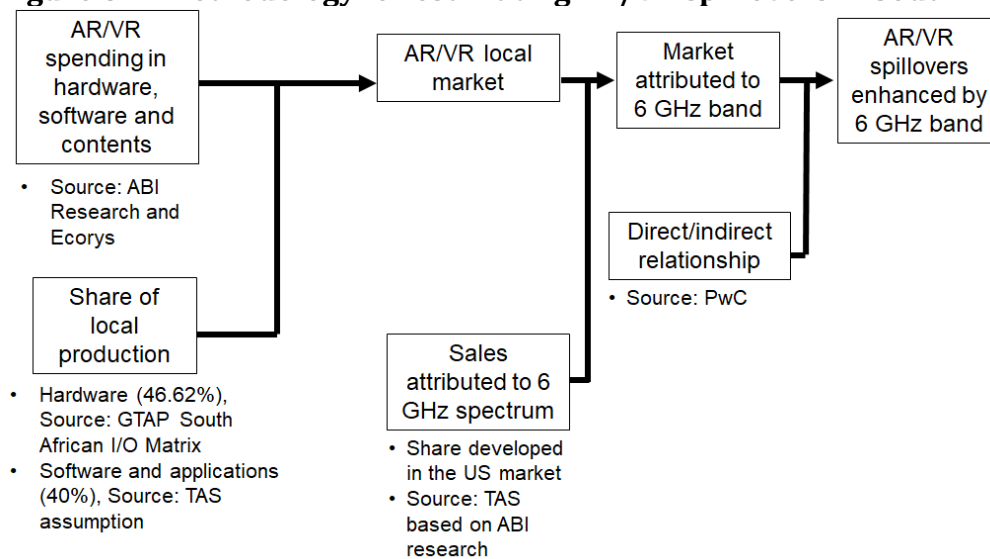 AR/VR
spending in
hardware,
software and
contents
• Source: ABI
Research and
Ecorys
Share of
local
production
• Hardware (46.62%),
Source: GTAP South
African I/O Matrix
• Software and applications
(40%), Source: TAS
assumption
AR/VR local
market
Sales
attributed to 6
GHz spectrum
• Share developed
in the US market
• Source: TAS
based on ABI
research
Market
attributed to
6 GHz band
Direct/indirect
relationship
• Source: PwC
AR/VR
spillovers
enhanced by
6 GHz band